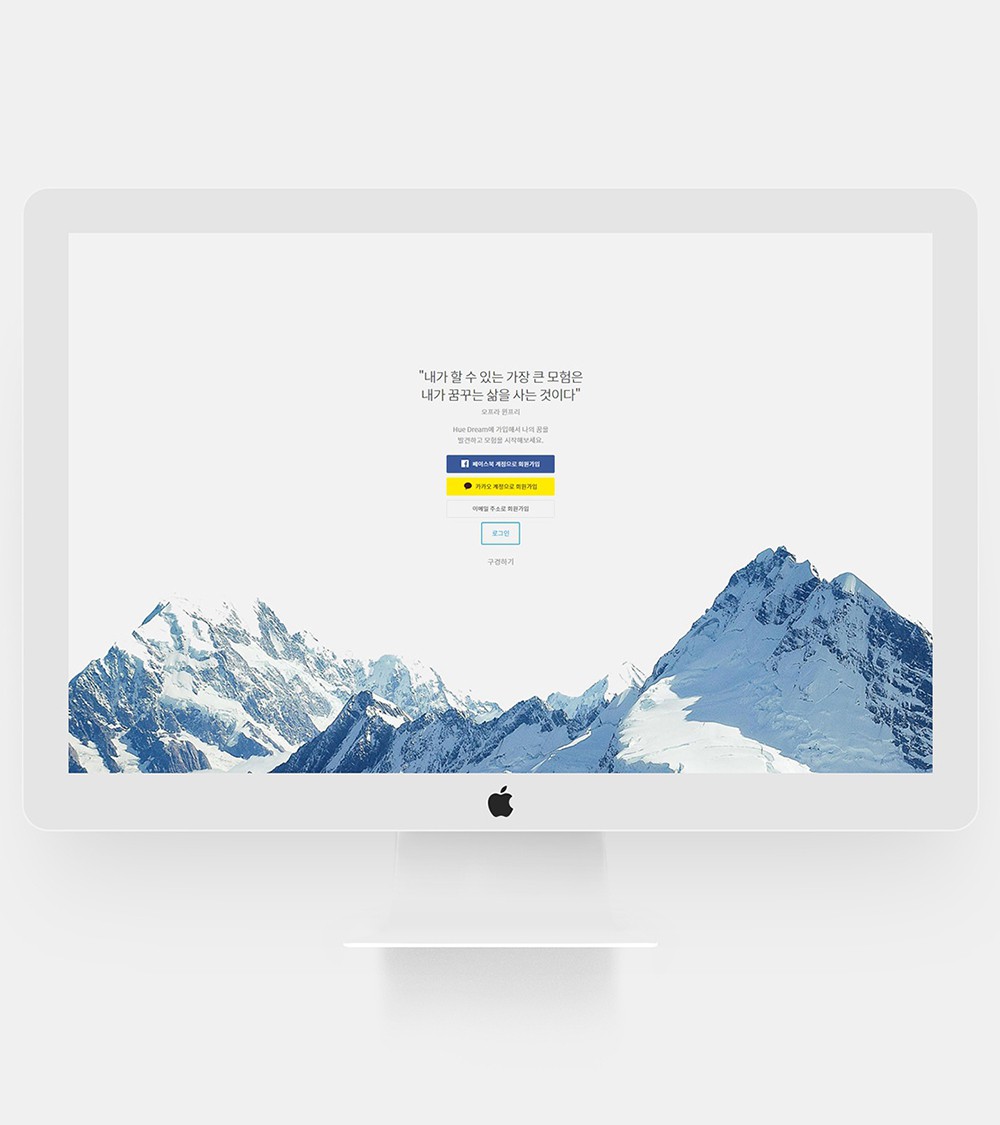 "내가 할 수 있는 가장 큰 모험은
내가 꿈꾸는 삶을 사는 것이다"
오프라 윈프리
Hue Dream에 가입해서 나의 꿈을
발견하고 모험을 시작해보세요.
페이스북 계정으로 회원가입
카카오 계정으로 회원가입
이메일 주소로 회원가입
로그인
구경하기